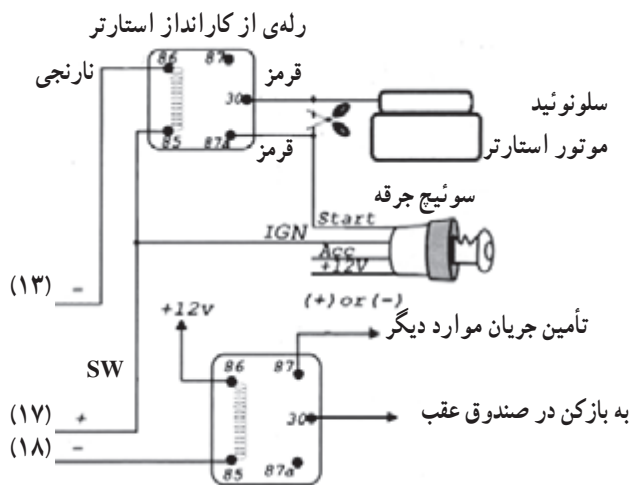 رله‌ی از کارانداز استارتر
86
87
نارنجی
قرمز
30
سلونوئید
85
87a
قرمز
موتور استارتر
سوئیچ جرقه
Start
IGN
Acc
+12V
(۱۳) -
(+) or (-)
+12v
تأمین جریان موارد دیگر
86
87
SW
(۱۷) +
30
به بازکن در صندوق عقب
(۱۸) -
85
87a